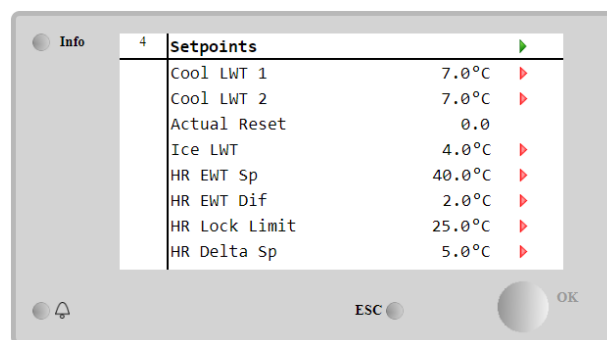 Info
4 Setpoints
Cool LWT 1 7.0°C
Cool LWT 2 7.0°C
Actual Reset 0.0
Ice LWT 4.0°C
HR EWT Sp 40.0°C
HR EWT Dif 2.0°C
HR Lock Limit 25.0°C
HR Delta Sp 5.0°C
ESC OK